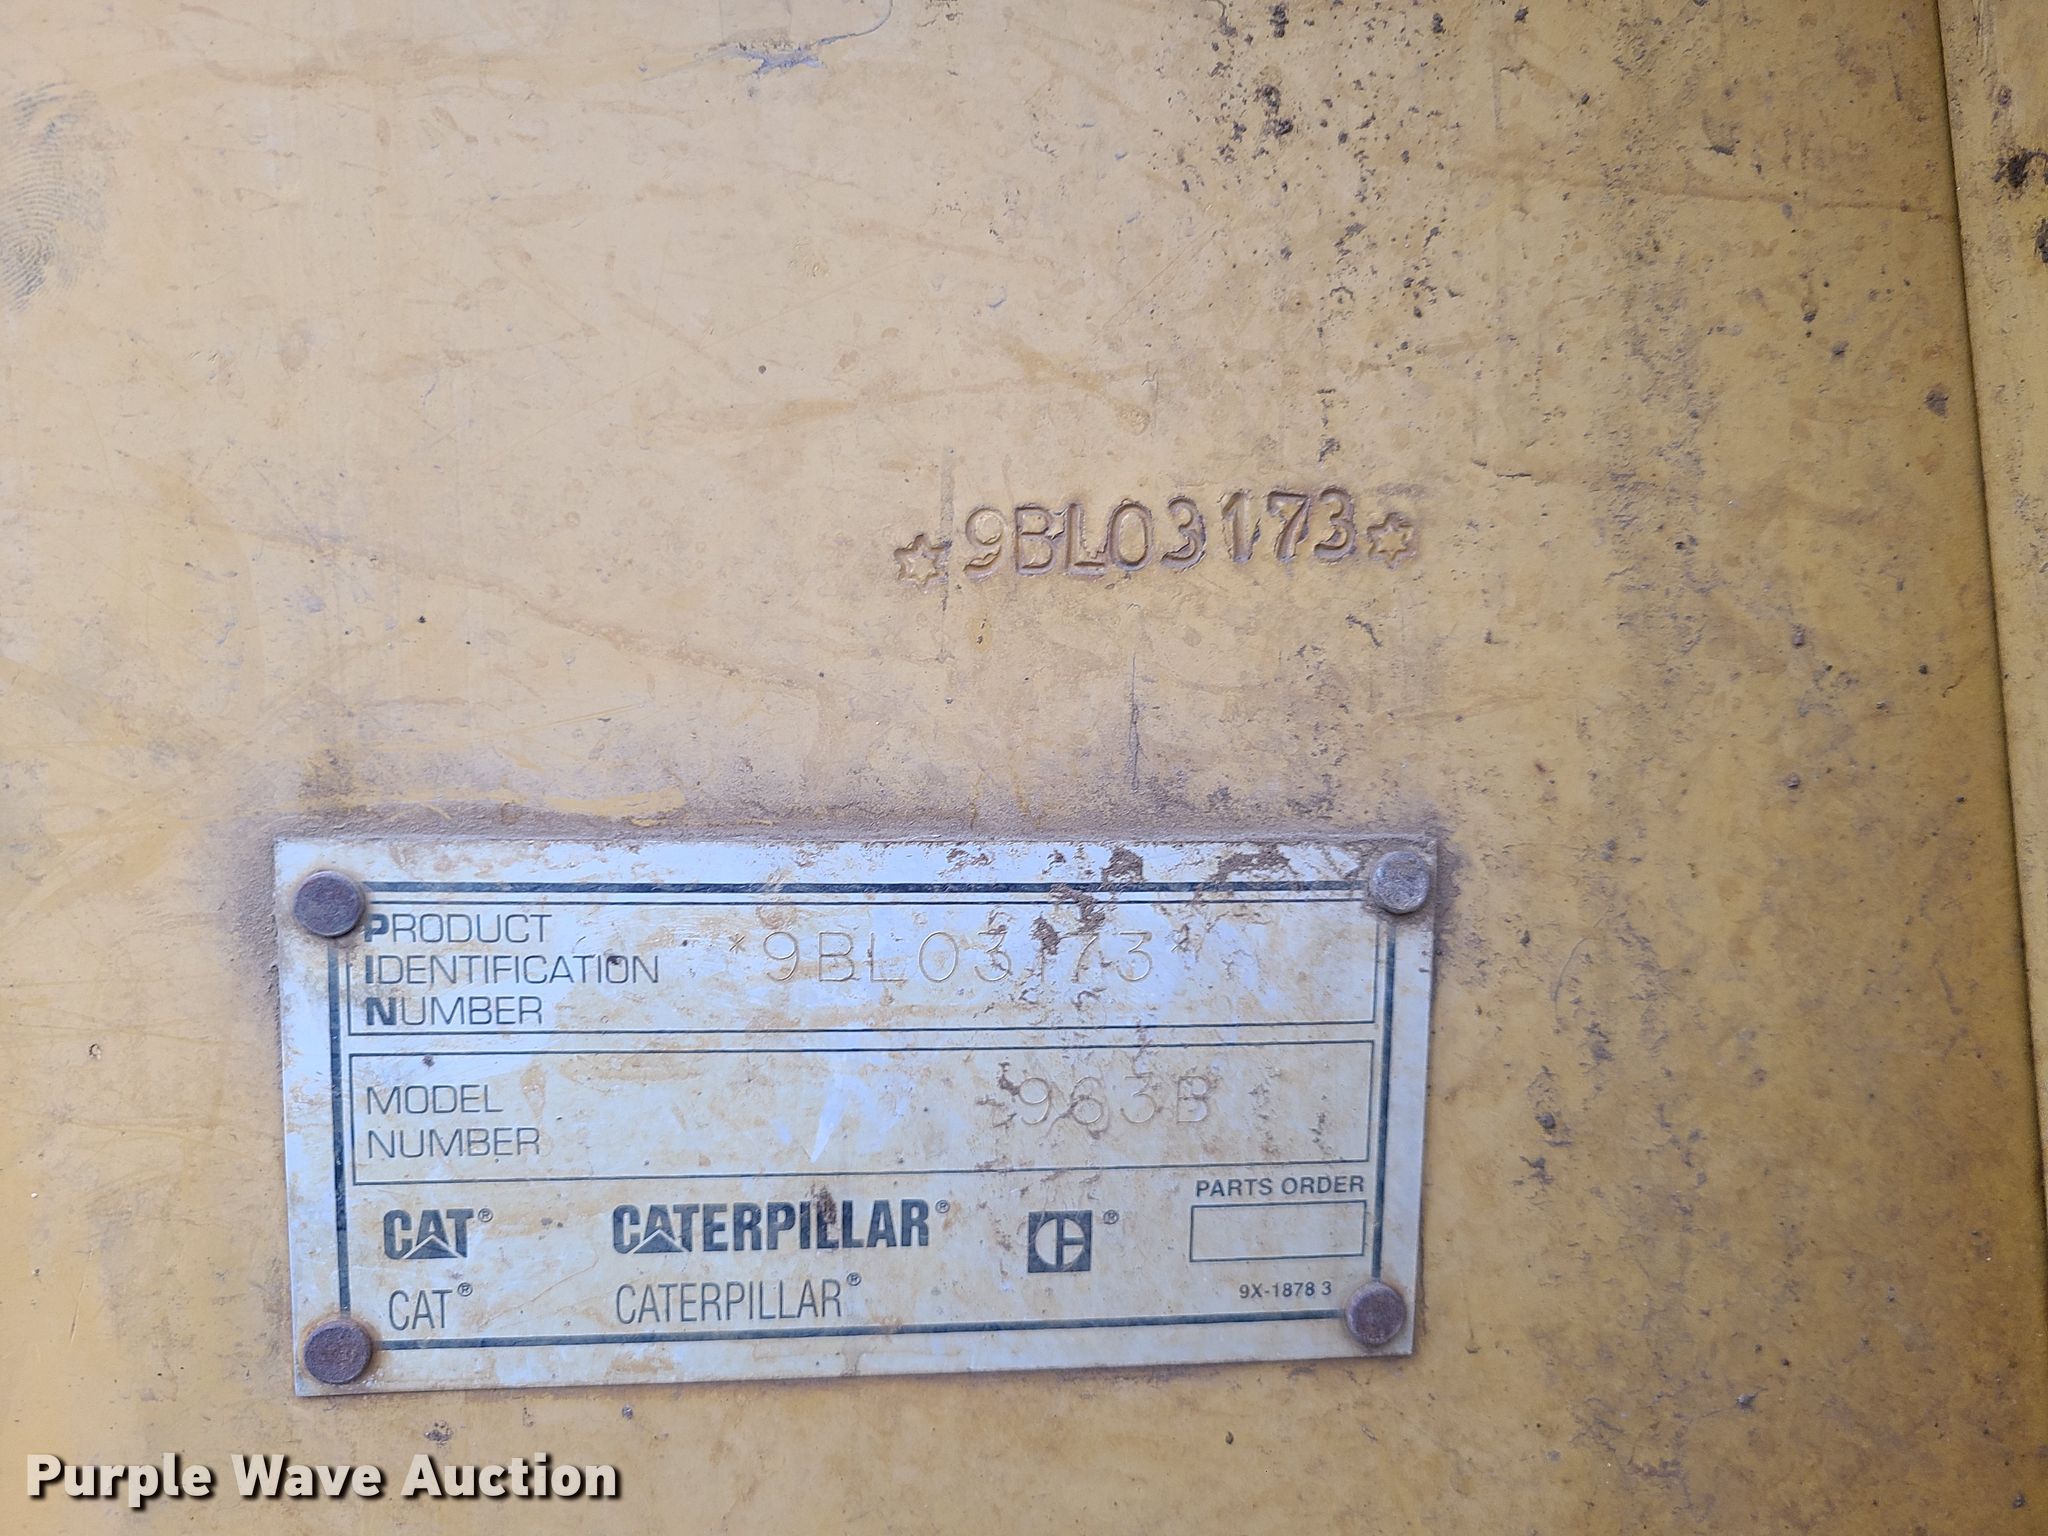 *9BL03173*
PRODUCT
IDENTIFICATION
NUMBER
*9BL03173*
MODEL
NUMBER
963B
PARTS ORDER
CAT® CATERPILLAR® ®
CAT® CATERPILLAR®
9X-1878 3
Purple Wave Auction